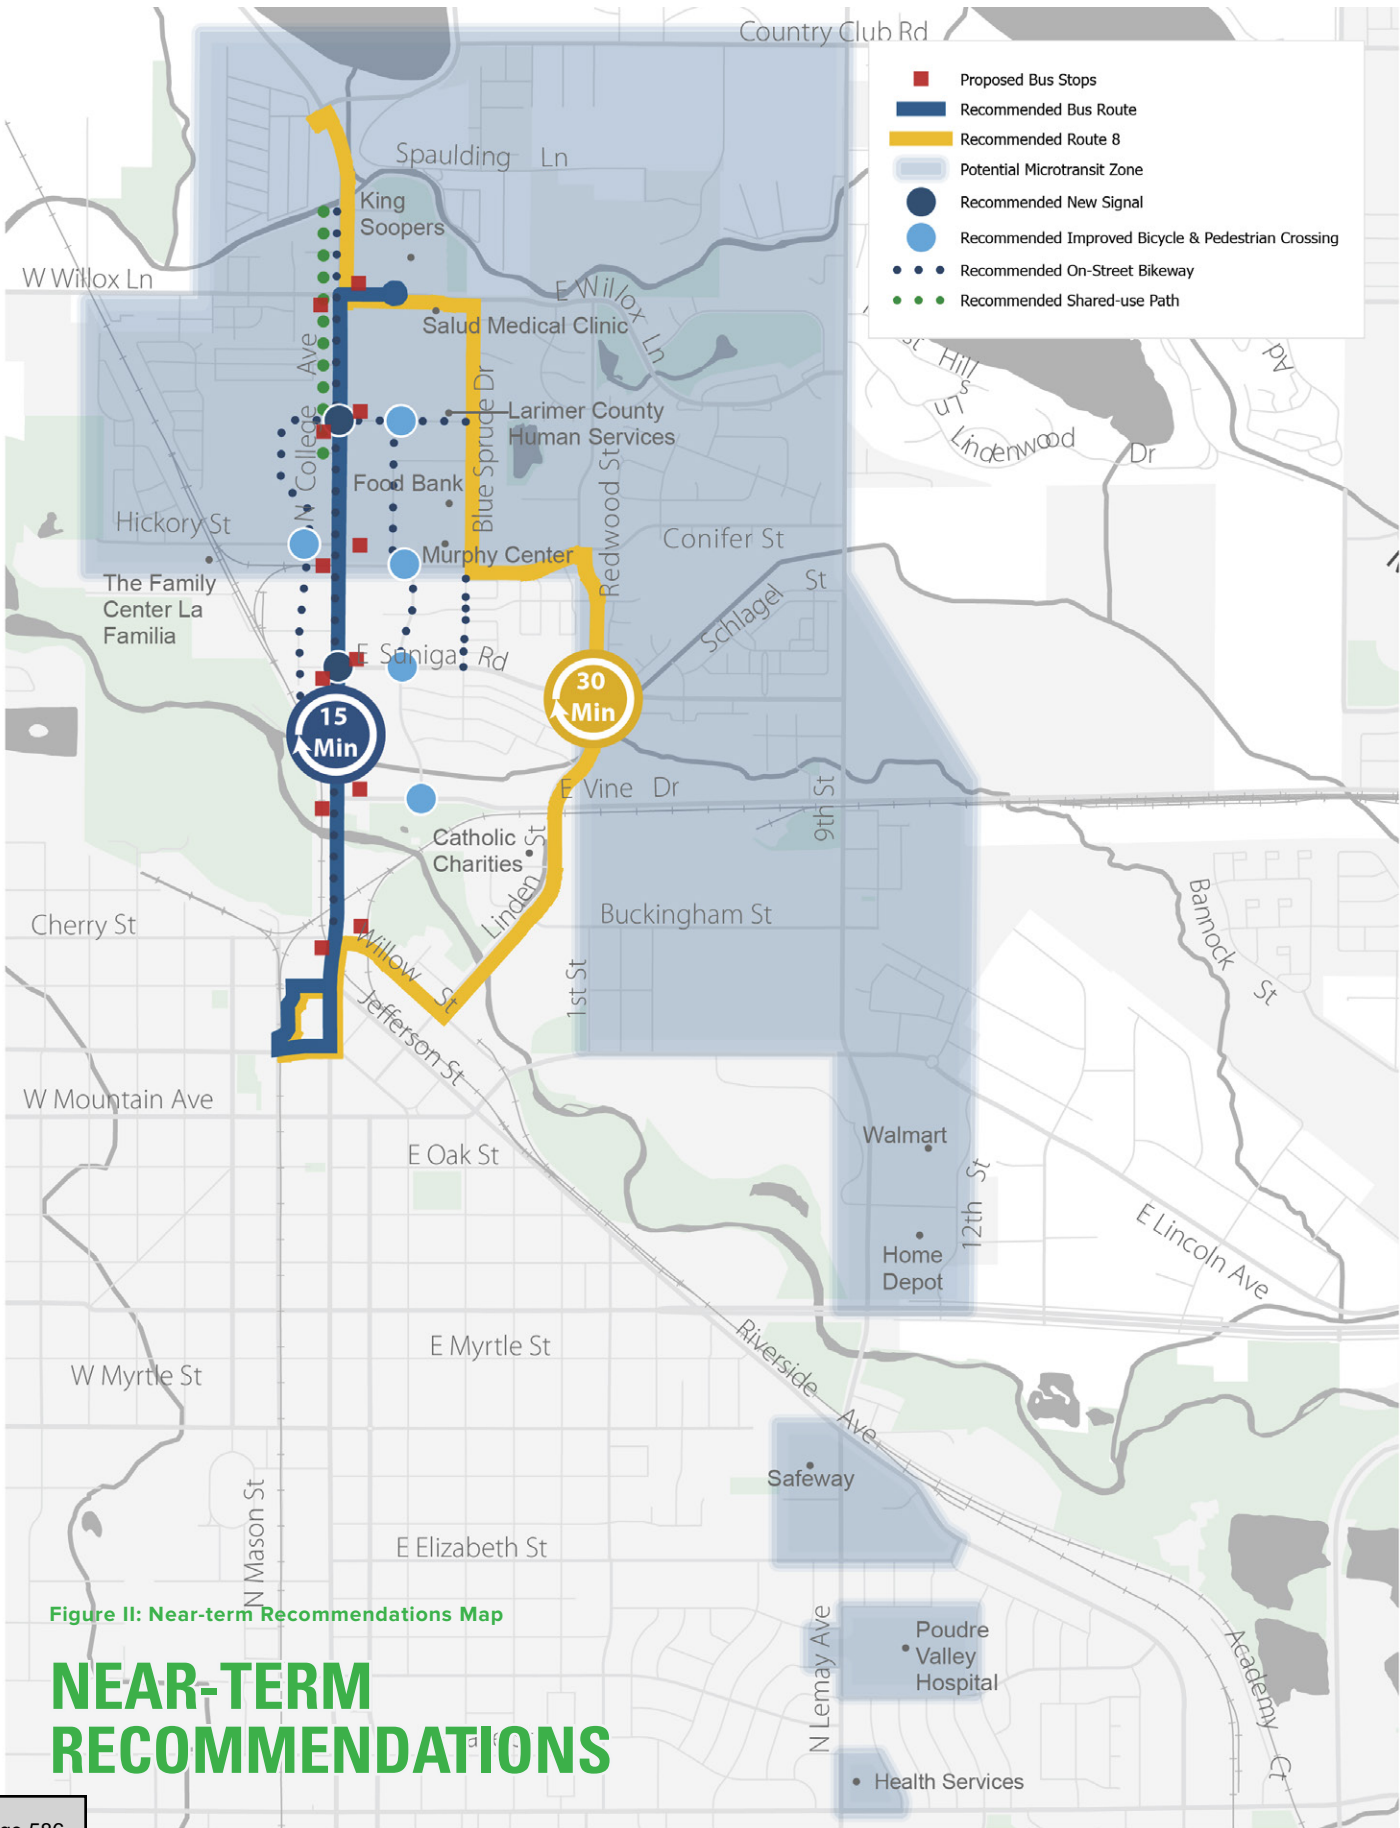 Country Club Rd
Proposed Bus Stops
Recommended Bus Route
Recommended Route 8
Potential Microtransit Zone
Recommended New Signal
Recommended Improved Bicycle & Pedestrian Crossing
Recommended On-Street Bikeway
Recommended Shared-use Path
Spaulding Ln
King
Soopers
W Willox Ln
E Willox Ln
Salud Medical Clinic
N College Ave
Blue Spruce Dr
Larimer County
Human Services
Hill
s
Ln
Lindenwood Dr
Rd
Food Bank
Redwood St
Hickory St
Conifer St
Murphy Center
The Family
Center La
Familia
Schlagel St
E Suniga Rd
15
Min
30
Min
E Vine Dr
9th St
Catholic
Charities
Linden St
Bannock St
Cherry St
Buckingham St
Willow St
1st St
Jefferson St
W Mountain Ave
Walmart
E Oak St
12th St
E Lincoln Ave
Home
Depot
E Myrtle St
W Myrtle St
Riverside Ave
Safeway
N Mason St
E Elizabeth St
Figure II: Near-term Recommendations Map
N Lemay Ave
Poudre
Valley
Hospital
Academy Ct
NEAR-TERM
RECOMMENDATIONS
Health Services
586